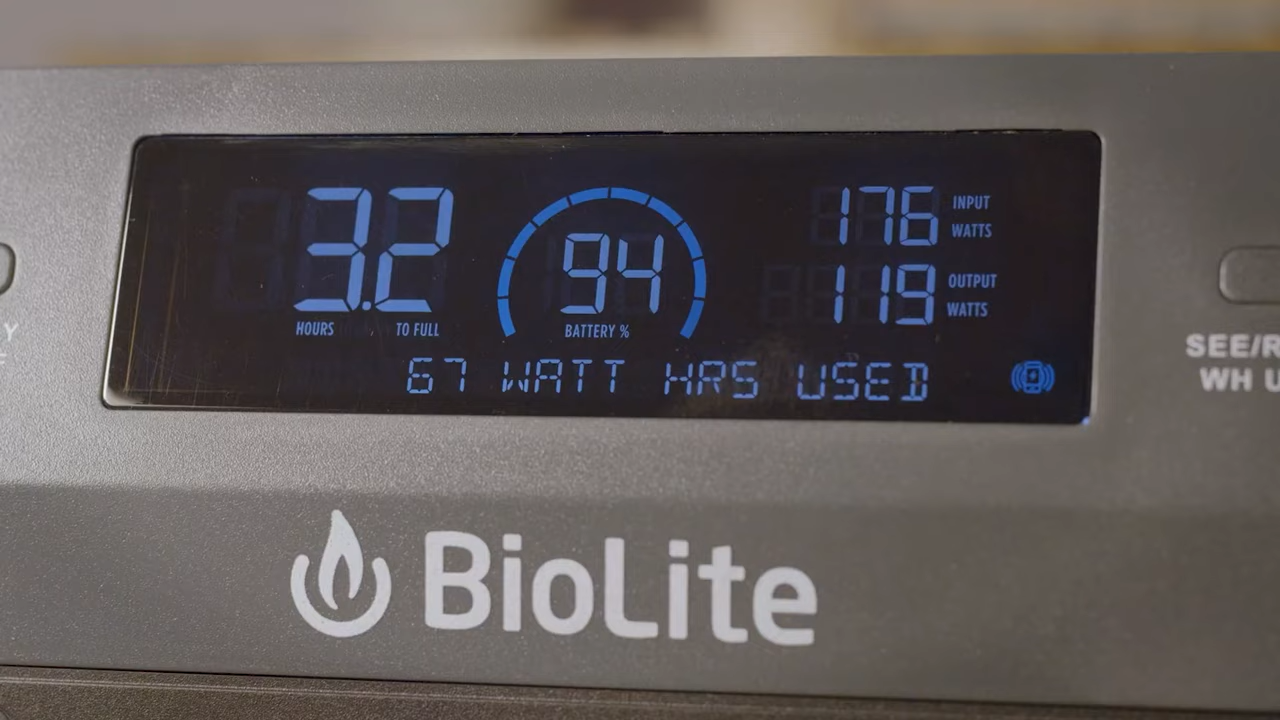 3.2
HOURS TO FULL
94
BATTERY %
176 INPUT WATTS
119 OUTPUT WATTS
67 WATT HRS USED
SEE/R
WH U
BioLite